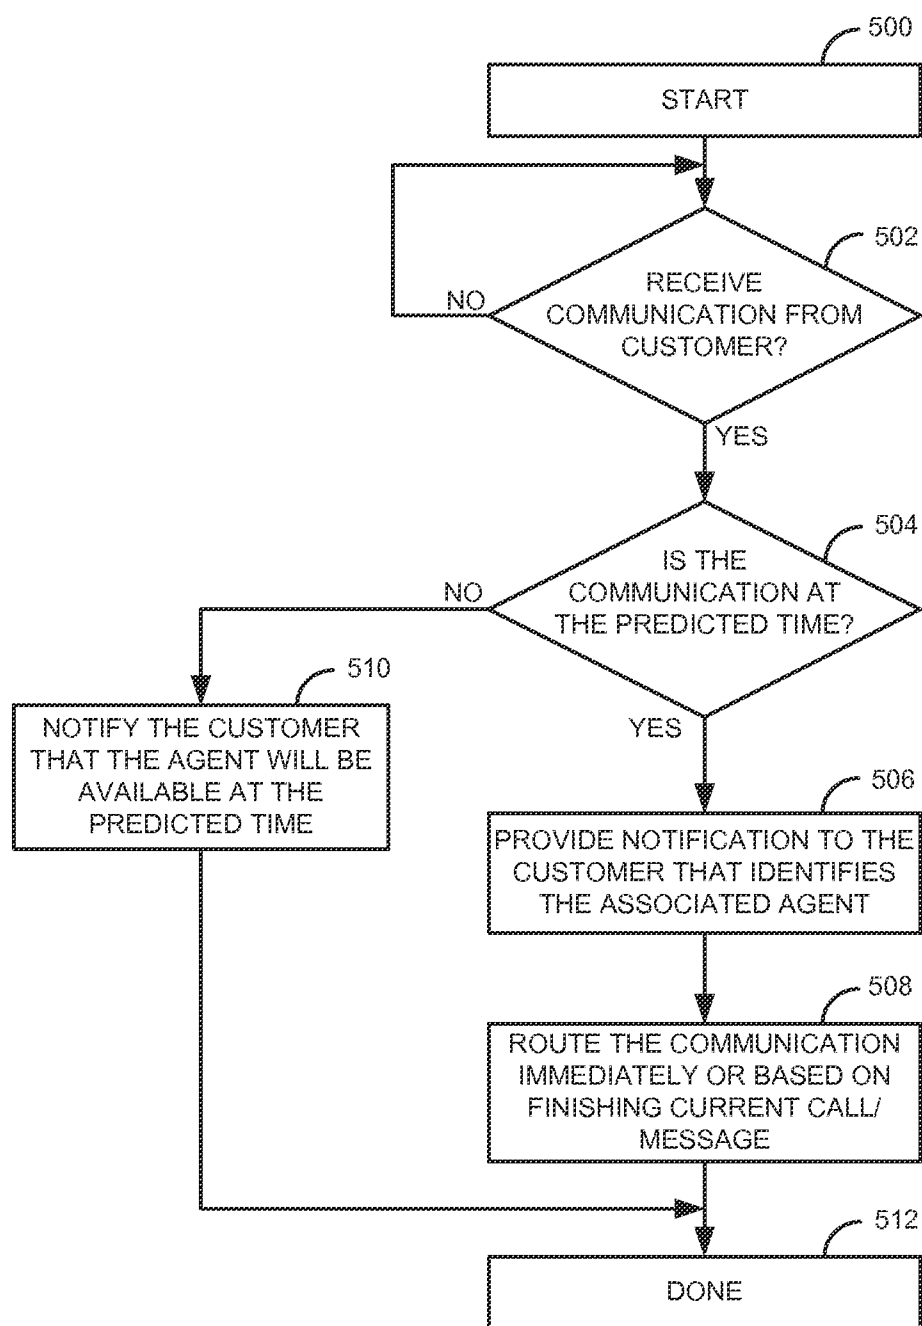 500
START
502
RECEIVE
COMMUNICATION FROM
CUSTOMER?
NO
YES
504
IS THE
COMMUNICATION AT
THE PREDICTED TIME?
NO
YES
510
NOTIFY THE CUSTOMER
THAT THE AGENT WILL BE
AVAILABLE AT THE
PREDICTED TIME
506
PROVIDE NOTIFICATION TO THE
CUSTOMER THAT IDENTIFIES
THE ASSOCIATED AGENT
508
ROUTE THE COMMUNICATION
IMMEDIATELY OR BASED ON
FINISHING CURRENT CALL/
MESSAGE
512
DONE